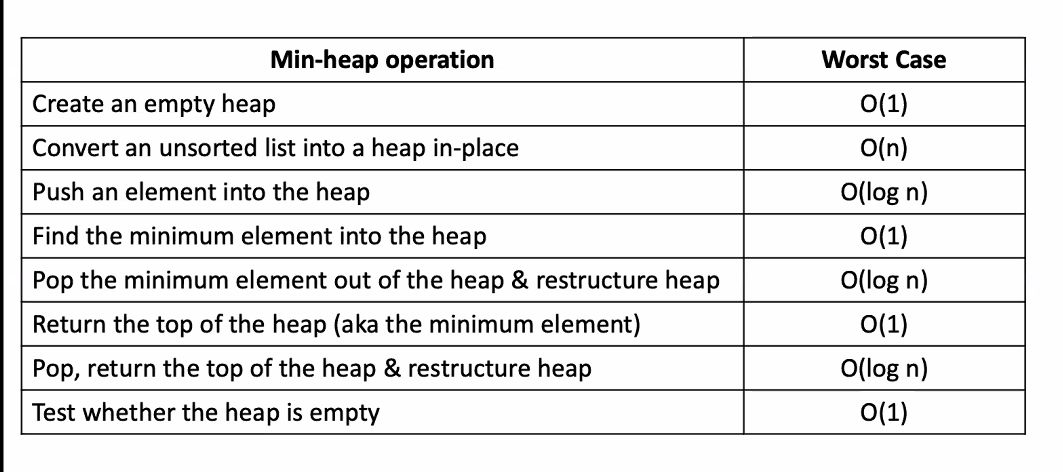 Min-heap operation Worst Case
Create an empty heap O(1)
Convert an unsorted list into a heap in-place O(n)
Push an element into the heap O(log n)
Find the minimum element into the heap O(1)
Pop the minimum element out of the heap & restructure heap O(log n)
Return the top of the heap (aka the minimum element) O(1)
Pop, return the top of the heap & restructure heap O(log n)
Test whether the heap is empty O(1)